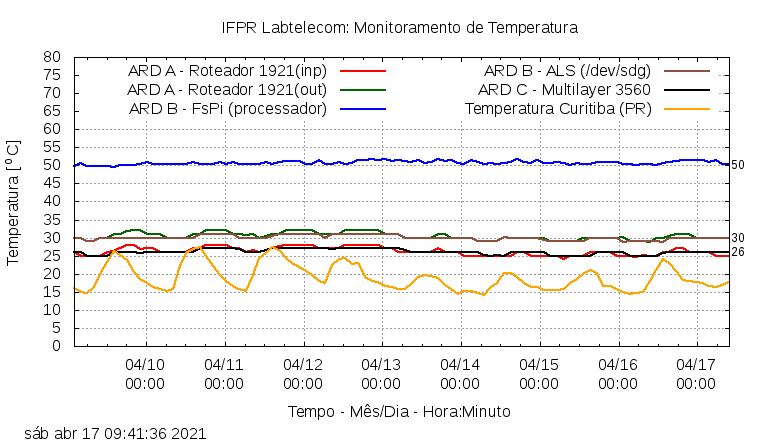 IFPR Labtelecom: Monitoramento de Temperatura
Temperatura [ºC]
80
75
70
65
60
55
50
45
40
35
30
25
20
15
10
5
0
ARD A - Roteador 1921(inp)
ARD A - Roteador 1921(out)
ARD B - FsPi (processador)
ARD B - ALS (/dev/sdg)
ARD C - Multilayer 3560
Temperatura Curitiba (PR)
50
30
26
04/10 00:00
04/11 00:00
04/12 00:00
04/13 00:00
04/14 00:00
04/15 00:00
04/16 00:00
04/17 00:00
Tempo - Mês/Dia - Hora:Minuto
sáb abr 17 09:41:36 2021